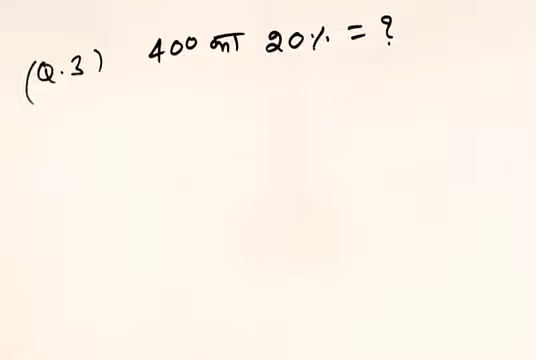 (Q.3) 400 का 20% = ?